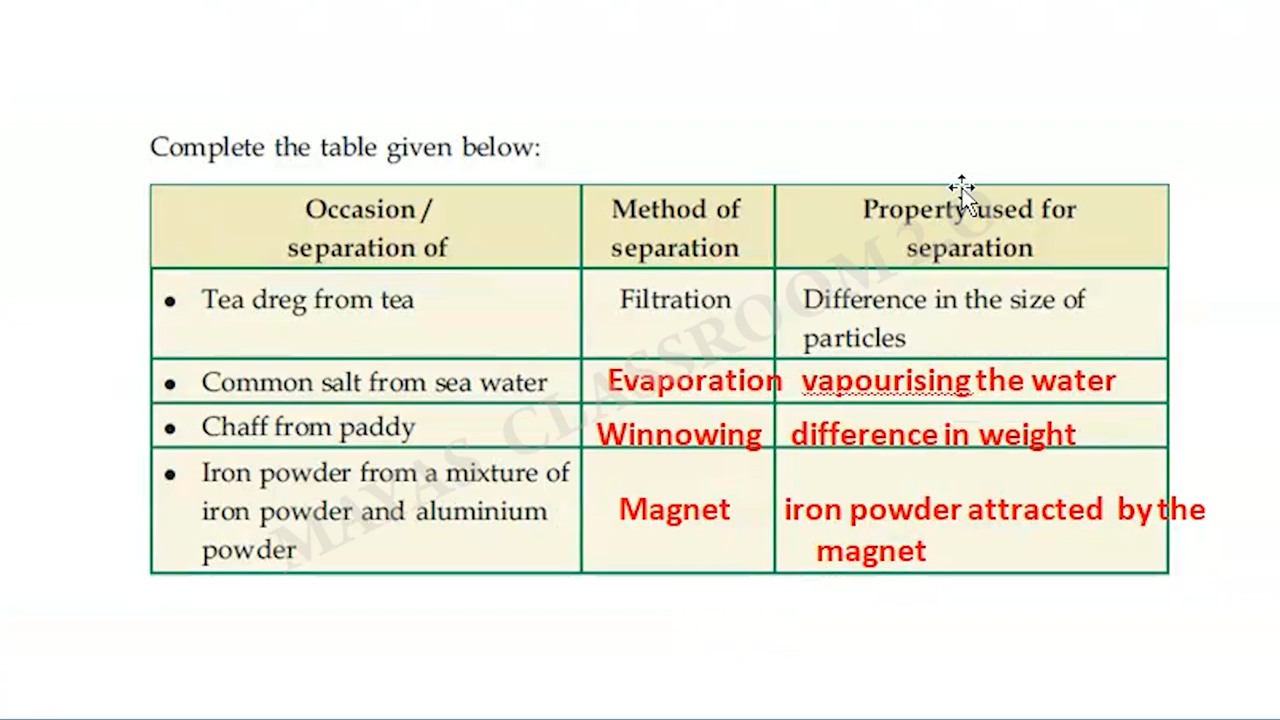 Complete the table given below:
Occasion / separation of
Method of separation
Property used for separation
• Tea dreg from tea
Filtration
Difference in the size of
particles
• Common salt from sea water
Evaporation
vapourising the water
• Chaff from paddy
Winnowing
difference in weight
• Iron powder from a mixture of
iron powder and aluminium
powder
Magnet
iron powder attracted by the
magnet
MAYAS CLASSROOM 2.O